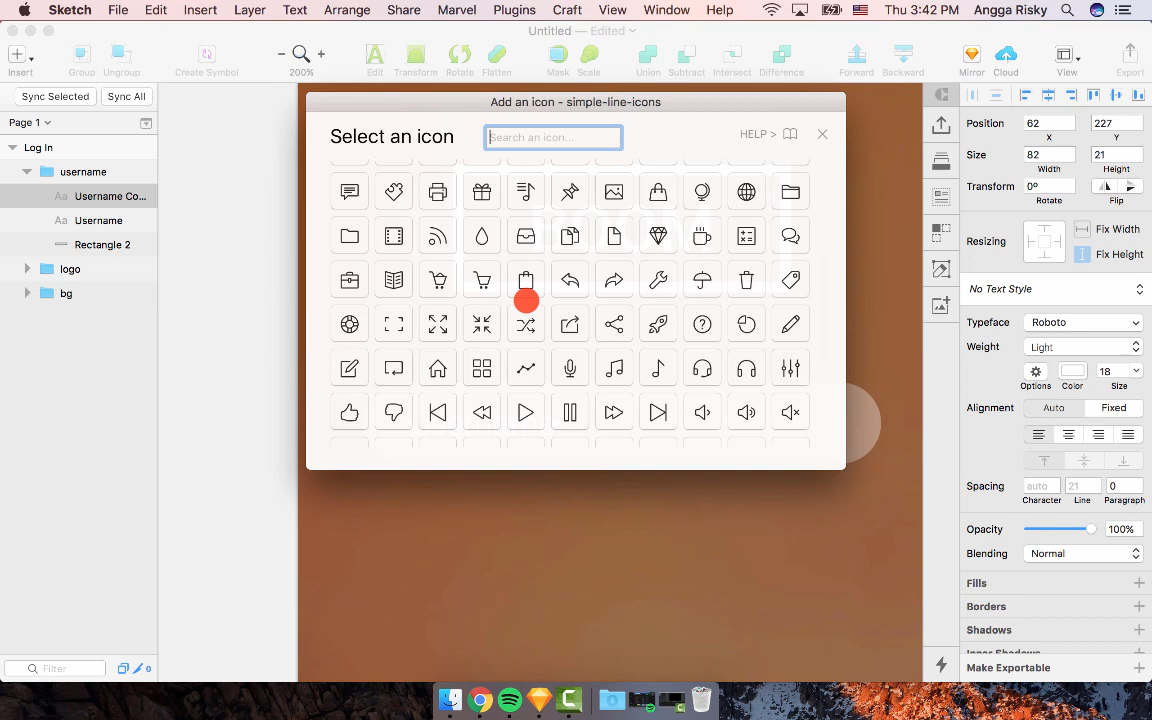 Sketch File Edit Insert Layer Text Arrange Share Marvel Plugins Craft View Window Help Thu 3:42 PM Angga Risky
Untitled — Edited
Insert Group Ungroup Create Symbol 200% Edit Transform Rotate Flatten Mask Scale Union Subtract Intersect Difference Forward Backward Mirror Cloud View Export
Sync Selected Sync All
Page 1
Log In
username
Aa Username Co...
Aa Username
Rectangle 2
logo
bg
Filter
0
Add an icon - simple-line-icons
Select an icon
Search an icon...
HELP >
Position 62 227
X Y
Size 82 21
Width Height
Transform 0º
Rotate Flip
Resizing
Fix Width
Fix Height
No Text Style
Typeface Roboto
Weight Light
18
Options Color Size
Alignment Auto Fixed
Spacing auto 21 0
Character Line Paragraph
Opacity 100%
Blending Normal
Fills
Borders
Shadows
Inner Shadows
Make Exportable